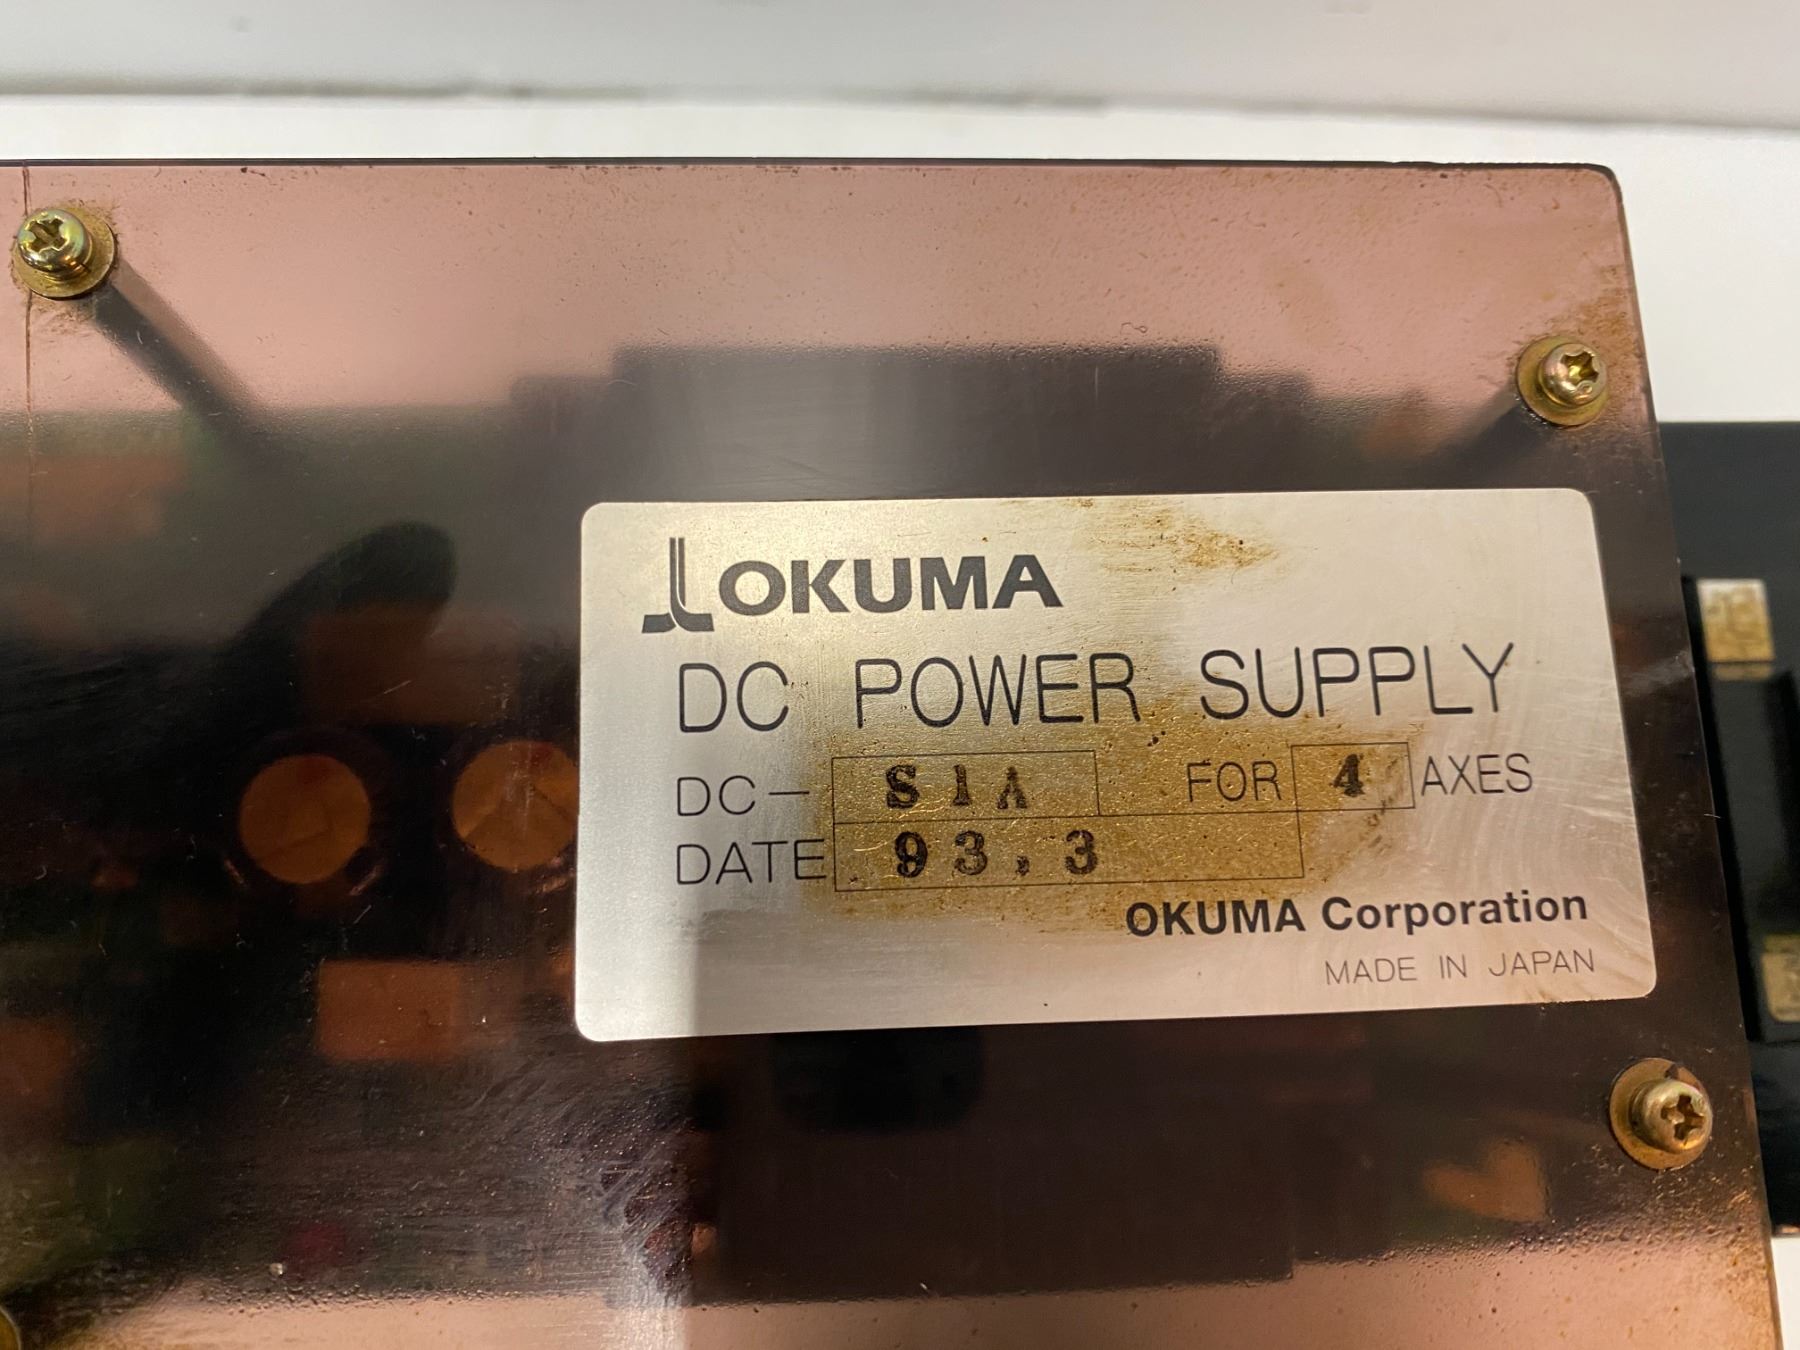 OKUMA
DC POWER SUPPLY
DC- S1A FOR 4 AXES
DATE 93.3
OKUMA Corporation
MADE IN JAPAN